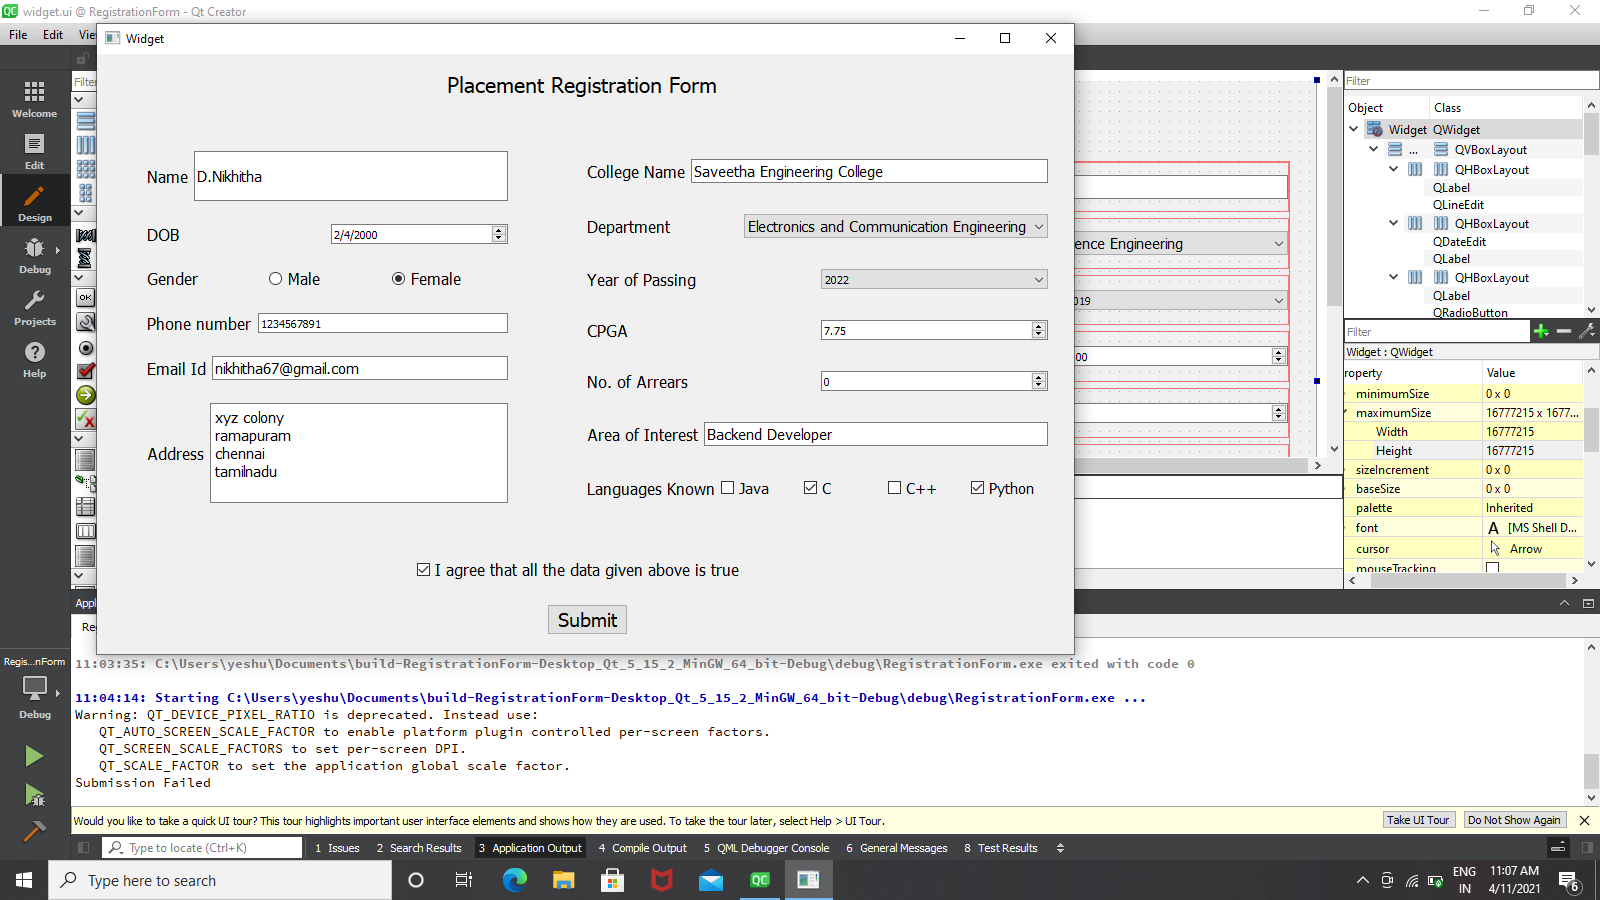 widget.ui @ RegistrationForm - Qt Creator
File Edit
Widget
Placement Registration Form
Name D.Nikhitha
DOB 2/4/2000
Gender Male Female
Phone number 1234567891
Email Id nikhitha67@gmail.com
Address xyz colony
ramapuram
chennai
tamilnadu
College Name Saveetha Engineering College
Department Electronics and Communication Engineering
Year of Passing 2022
CPGA 7.75
No. of Arrears 0
Area of Interest Backend Developer
Languages Known Java C C++ Python
I agree that all the data given above is true
Submit
Welcome
Edit
Design
Debug
Projects
Help
Regis...nForm
Debug
Filter
OK
ence Engineering
019
00
Filter
Object Class
Widget QWidget
... QVBoxLayout
QHBoxLayout
QLabel
QLineEdit
QHBoxLayout
QDateEdit
QLabel
QHBoxLayout
QLabel
QRadioButton
Filter
Widget : QWidget
roperty Value
minimumSize 0 x 0
maximumSize 16777215 x 1677...
Width 16777215
Height 16777215
sizeIncrement 0 x 0
baseSize 0 x 0
palette Inherited
font A [MS Shell D...
cursor Arrow
mouseTracking
11:03:35: C:\Users\yeshu\Documents\build-RegistrationForm-Desktop_Qt_5_15_2_MinGW_64_bit-Debug\debug\RegistrationForm.exe exited with code 0
11:04:14: Starting C:\Users\yeshu\Documents\build-RegistrationForm-Desktop_Qt_5_15_2_MinGW_64_bit-Debug\debug\RegistrationForm.exe ...
Warning: QT_DEVICE_PIXEL_RATIO is deprecated. Instead use:
QT_AUTO_SCREEN_SCALE_FACTOR to enable platform plugin controlled per-screen factors.
QT_SCREEN_SCALE_FACTORS to set per-screen DPI.
QT_SCALE_FACTOR to set the application global scale factor.
Submission Failed
Would you like to take a quick UI tour? This tour highlights important user interface elements and shows how they are used. To take the tour later, select Help > UI Tour. Take UI Tour Do Not Show Again
Type to locate (Ctrl+K) 1 Issues 2 Search Results 3 Application Output 4 Compile Output 5 QML Debugger Console 6 General Messages 8 Test Results
Type here to search
QC
ENG
IN
11:07 AM
4/11/2021
6